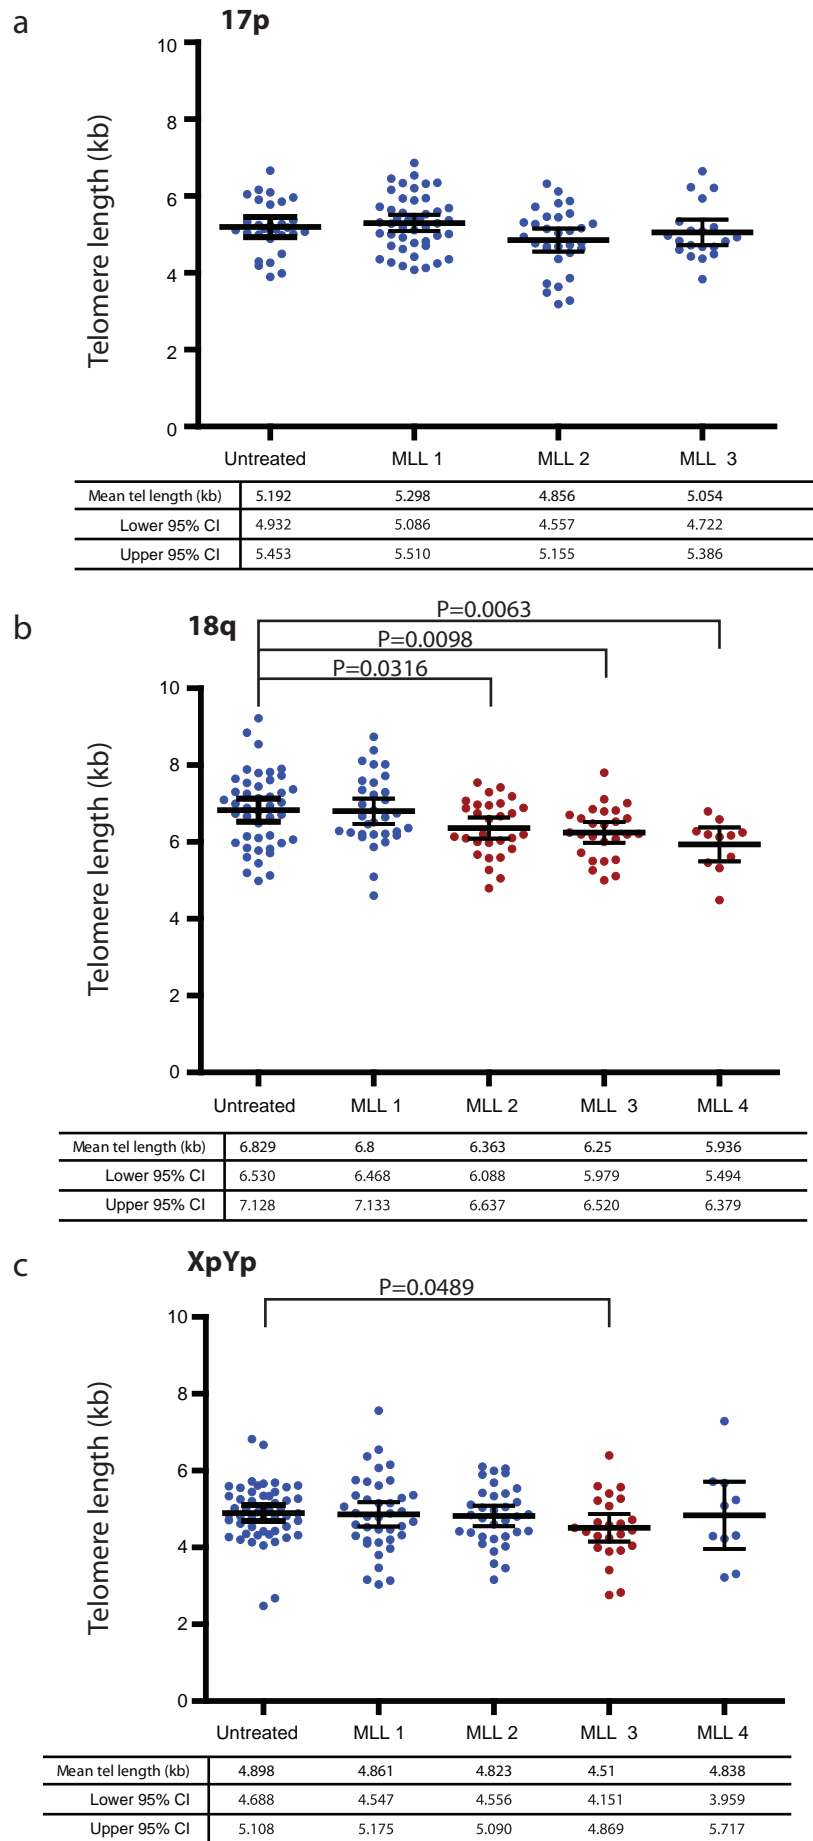 a
17p
10
8
6
4
2
0
Telomere length (kb)
Untreated MLL 1 MLL 2 MLL 3
Mean tel length (kb) 5.192 5.298 4.856 5.054
Lower 95% CI 4.932 5.086 4.557 4.722
Upper 95% CI 5.453 5.510 5.155 5.386
b
18q
P=0.0063
P=0.0098
P=0.0316
10
8
6
4
2
0
Telomere length (kb)
Untreated MLL 1 MLL 2 MLL 3 MLL 4
Mean tel length (kb) 6.829 6.8 6.363 6.25 5.936
Lower 95% CI 6.530 6.468 6.088 5.979 5.494
Upper 95% CI 7.128 7.133 6.637 6.520 6.379
c
XpYp
P=0.0489
10
8
6
4
2
0
Telomere length (kb)
Untreated MLL 1 MLL 2 MLL 3 MLL 4
Mean tel length (kb) 4.898 4.861 4.823 4.51 4.838
Lower 95% CI 4.688 4.547 4.556 4.151 3.959
Upper 95% CI 5.108 5.175 5.090 4.869 5.717